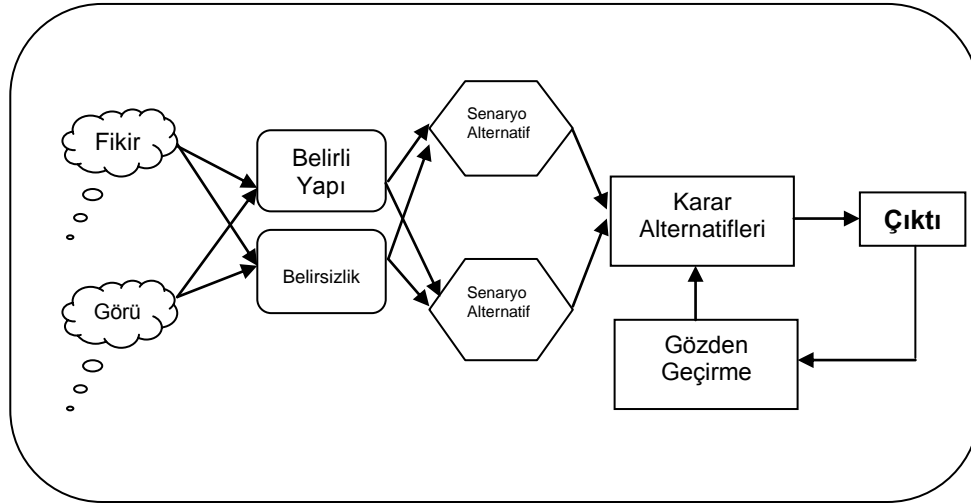 Fikir
Görü
Belirli
Yapı
Belirsizlik
Senaryo
Alternatif
Senaryo
Alternatif
Karar
Alternatifleri
Çıktı
Gözden
Geçirme